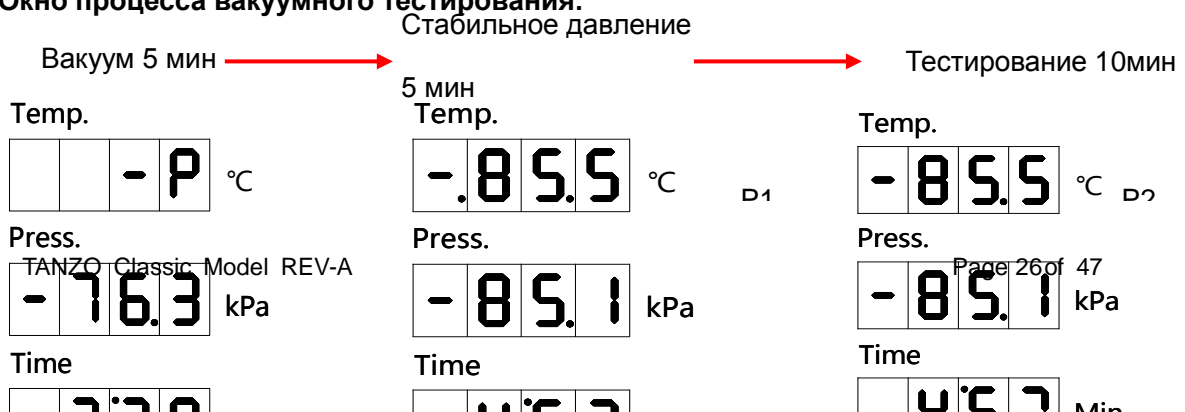 Окно процесса вакуумного тестирования:
Вакуум 5 мин
Стабильное давление
5 мин
Тестирование 10мин
Temp.
-P ℃
Press.
-76.3 kPa
Time
Temp.
-.85.5 ℃
Press.
-85.1 kPa
Time
Temp.
-85.5 ℃
Press.
-85.1 kPa
Time
TANZO Classic Model REV-A
Page 26of 47